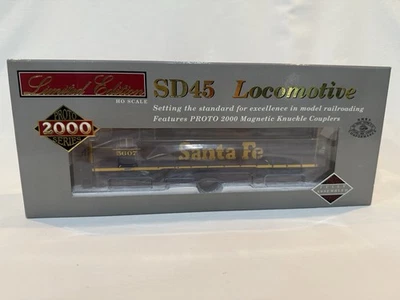 Limited Edition
HO SCALE
SD45 Locomotive
Setting the standard for excellence in model railroading
Features PROTO 2000 Magnetic Knuckle Couplers
PROTO
2000
SERIES
5607
Santa Fe